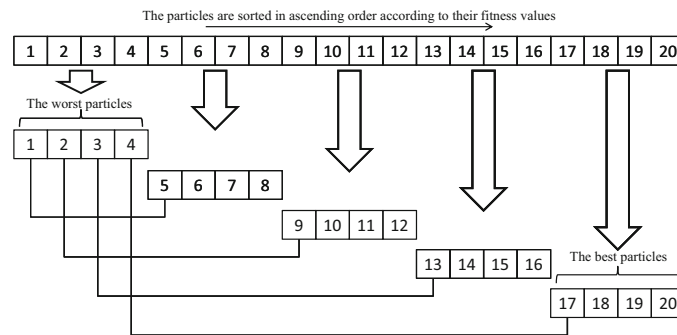 The particles are sorted in ascending order according to their fitness values
1 2 3 4 5 6 7 8 9 10 11 12 13 14 15 16 17 18 19 20
The worst particles
1 2 3 4
5 6 7 8
9 10 11 12
The best particles
13 14 15 16
17 18 19 20